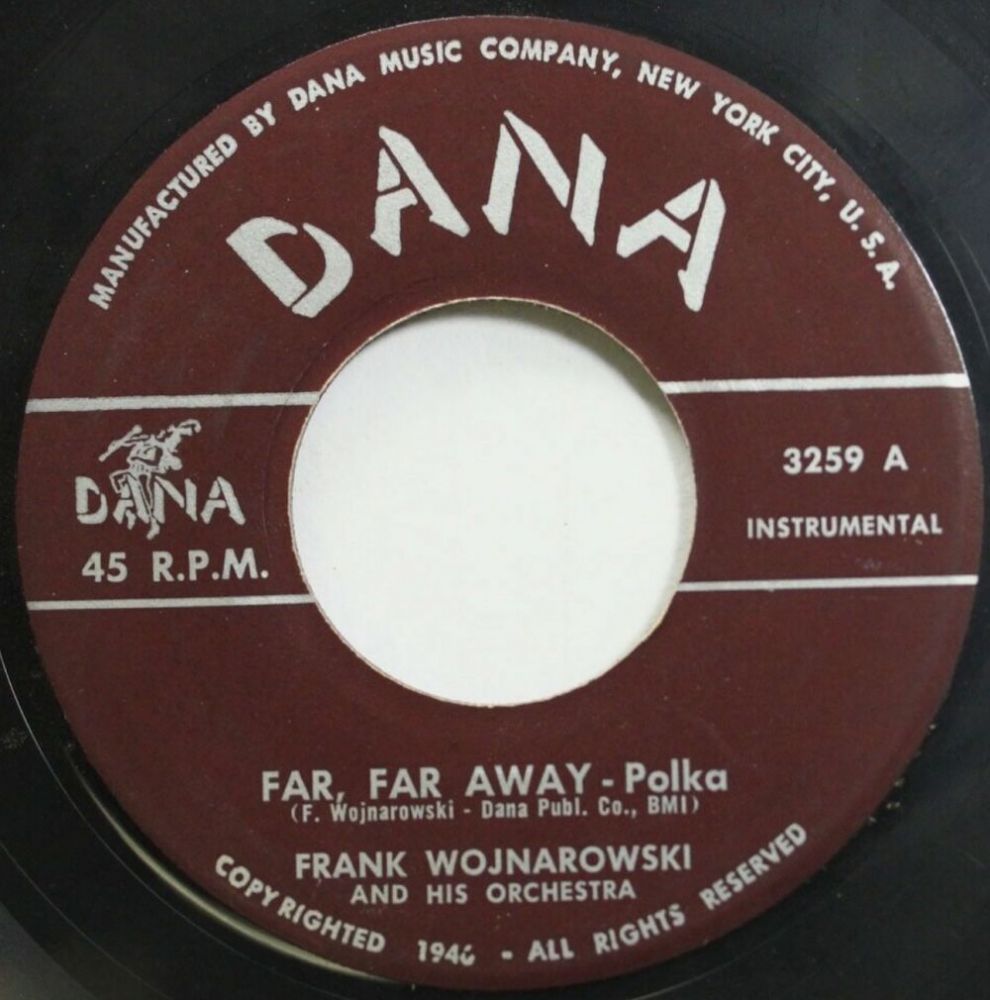 MANUFACTURED BY DANA MUSIC COMPANY, NEW YORK CITY, U. S. A.
DANA
DANA
45 R.P.M.
3259 A
INSTRUMENTAL
FAR, FAR AWAY - Polka
(F. Wojnarowski - Dana Publ. Co., BMI)
FRANK WOJNAROWSKI
AND HIS ORCHESTRA
COPYRIGHTED 1946 - ALL RIGHTS RESERVED